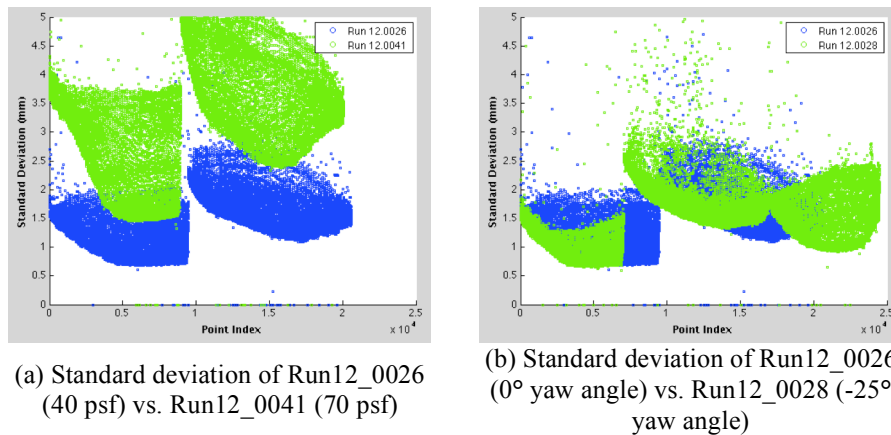 5
4.5
4
3.5
3
2.5
2
1.5
1
0.5
0
Standard Deviation (mm)
0 0.5 1 1.5 2 2.5
Point Index
x 10^4
Run 12.0026
Run 12.0041
5
4.5
4
3.5
3
2.5
2
1.5
1
0.5
0
Standard Deviation (mm)
0 0.5 1 1.5 2 2.5
Point Index
x 10^4
Run 12.0026
Run 12.0028
(a) Standard deviation of Run12_0026
(40 psf) vs. Run12_0041 (70 psf)
(b) Standard deviation of Run12_0026
(0° yaw angle) vs. Run12_0028 (-25°
yaw angle)